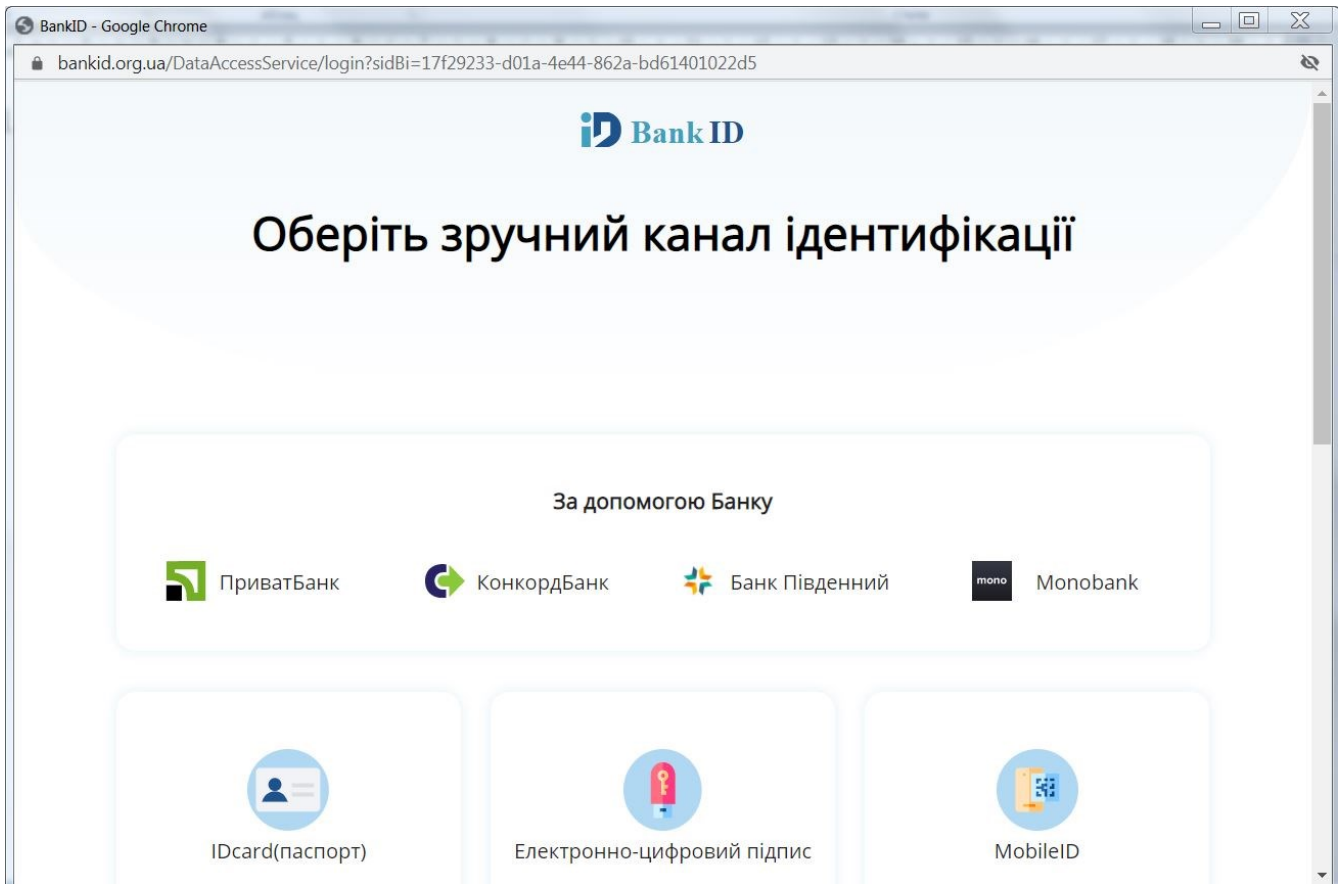 BankID - Google Chrome
bankid.org.ua/DataAccessService/login?sidBi=17f29233-d01a-4e44-862a-bd61401022d5
iD Bank ID
Оберіть зручний канал ідентифікації
За допомогою Банку
ПриватБанк КонкордБанк Банк Південний mono Monobank
IDcard(паспорт) Електронно-цифровий підпис MobileID